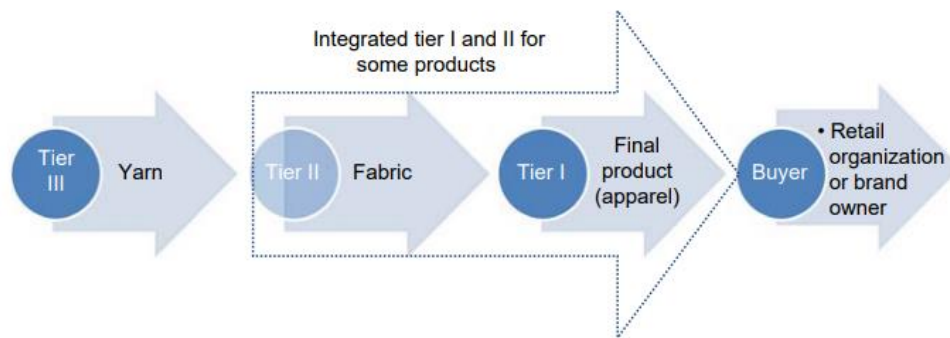 Integrated tier I and II for
some products
Tier
III
Yarn
Tier II
Fabric
Tier I
Final
product
(apparel)
Buyer
• Retail
organization
or brand
owner